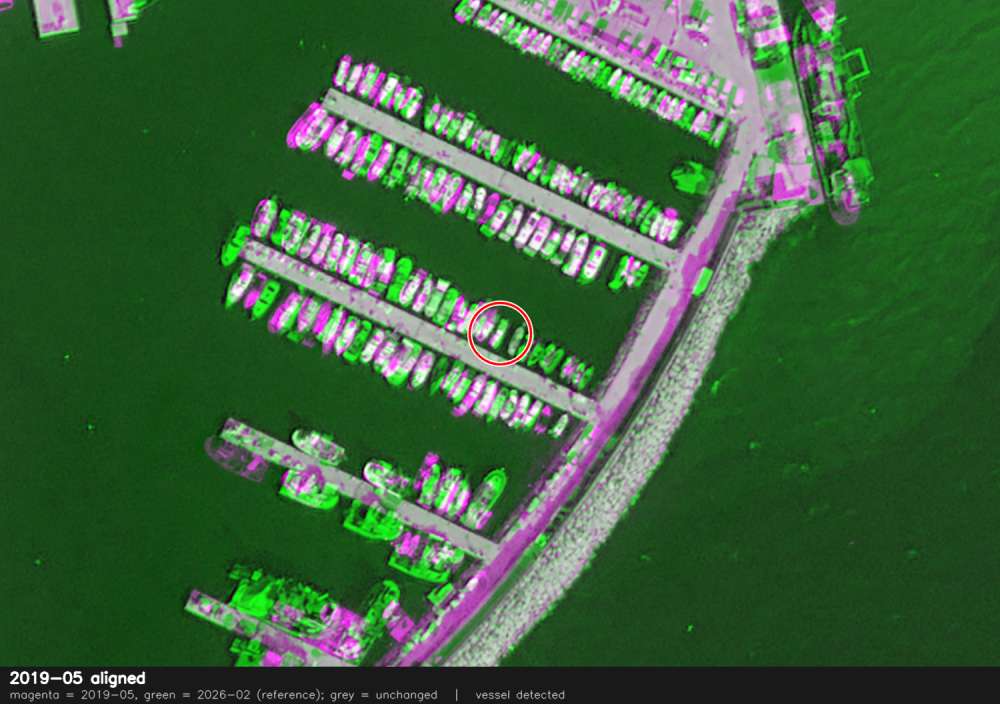 2019-05 aligned
magenta = 2019-05, green = 2026-02 (reference); grey = unchanged | vessel detected